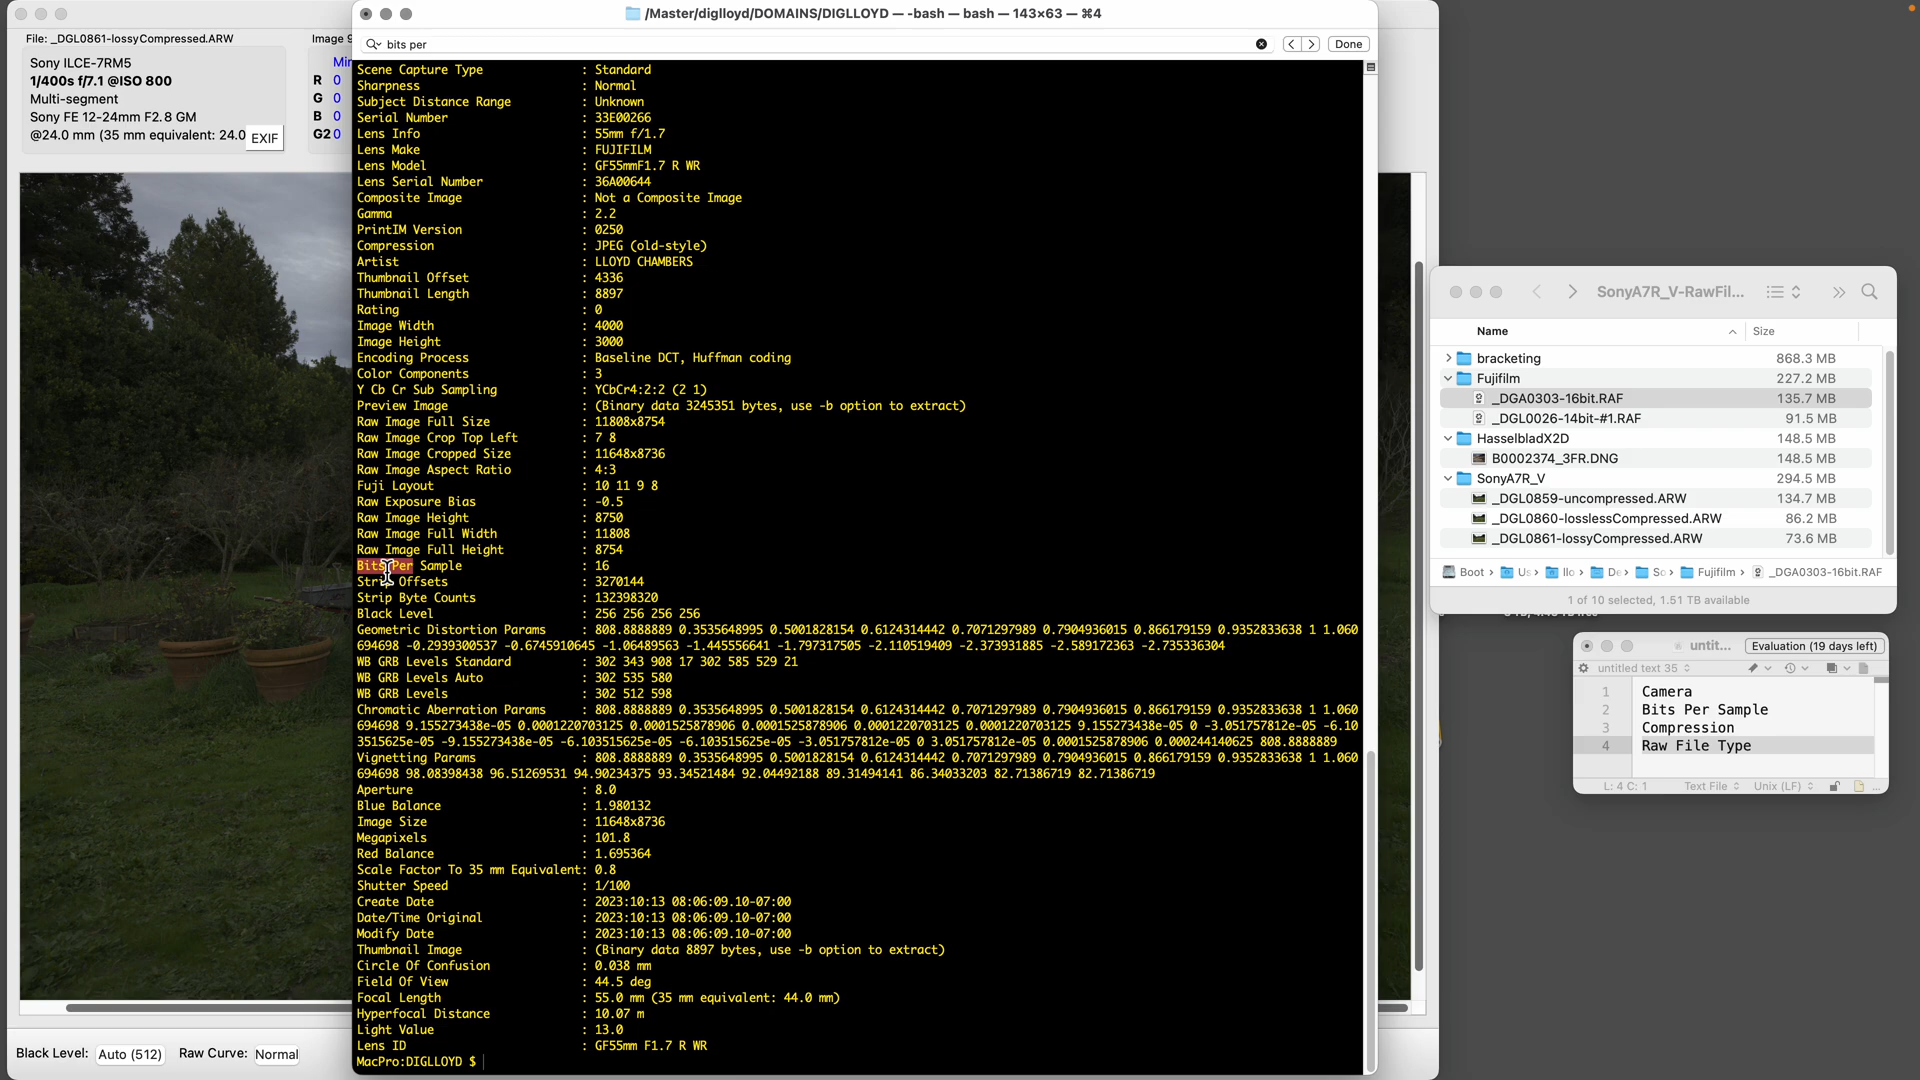 File: _DGL0861-lossyCompressed.ARW
Image 9
Sony ILCE-7RM5
1/400s f/7.1 @ISO 800
Multi-segment
Sony FE 12-24mm F2.8 GM
@24.0 mm (35 mm equivalent: 24.0
EXIF
Min
R 0
G 0
B 0
G2 0
Black Level: Auto (512) Raw Curve: Normal
/Master/diglloyd/DOMAINS/DIGLLOYD — -bash — bash — 143×63 — ⌘4
bits per
Done
Scene Capture Type : Standard
Sharpness : Normal
Subject Distance Range : Unknown
Serial Number : 33E00266
Lens Info : 55mm f/1.7
Lens Make : FUJIFILM
Lens Model : GF55mmF1.7 R WR
Lens Serial Number : 36A00644
Composite Image : Not a Composite Image
Gamma : 2.2
PrintIM Version : 0250
Compression : JPEG (old-style)
Artist : LLOYD CHAMBERS
Thumbnail Offset : 4336
Thumbnail Length : 8897
Rating : 0
Image Width : 4000
Image Height : 3000
Encoding Process : Baseline DCT, Huffman coding
Color Components : 3
Y Cb Cr Sub Sampling : YCbCr4:2:2 (2 1)
Preview Image : (Binary data 3245351 bytes, use -b option to extract)
Raw Image Full Size : 11808x8754
Raw Image Crop Top Left : 7 8
Raw Image Cropped Size : 11648x8736
Raw Image Aspect Ratio : 4:3
Fuji Layout : 10 11 9 8
Raw Exposure Bias : -0.5
Raw Image Height : 8750
Raw Image Full Width : 11808
Raw Image Full Height : 8754
Bits Per Sample : 16
Strip Offsets : 3270144
Strip Byte Counts : 132398320
Black Level : 256 256 256 256
Geometric Distortion Params : 808.8888889 0.3535648995 0.5001828154 0.6124314442 0.7071297989 0.7904936015 0.866179159 0.9352833638 1 1.060
694698 -0.2939300537 -0.6745910645 -1.06489563 -1.445556641 -1.797317505 -2.110519409 -2.373931885 -2.589172363 -2.735336304
WB GRB Levels Standard : 302 343 908 17 302 585 529 21
WB GRB Levels Auto : 302 535 580
WB GRB Levels : 302 512 598
Chromatic Aberration Params : 808.8888889 0.3535648995 0.5001828154 0.6124314442 0.7071297989 0.7904936015 0.866179159 0.9352833638 1 1.060
694698 9.155273438e-05 0.0001220703125 0.0001525878906 0.0001525878906 0.0001220703125 0.0001220703125 9.155273438e-05 0 -3.051757812e-05 -6.10
3515625e-05 -9.155273438e-05 -6.103515625e-05 -6.103515625e-05 -3.051757812e-05 0 3.051757812e-05 0.0001525878906 0.000244140625 808.8888889
Vignetting Params : 808.8888889 0.3535648995 0.5001828154 0.6124314442 0.7071297989 0.7904936015 0.866179159 0.9352833638 1 1.060
694698 98.08398438 96.51269531 94.90234375 93.34521484 92.04492188 89.31494141 86.34033203 82.71386719 82.71386719
Aperture : 8.0
Blue Balance : 1.980132
Image Size : 11648x8736
Megapixels : 101.8
Red Balance : 1.695364
Scale Factor To 35 mm Equivalent: 0.8
Shutter Speed : 1/100
Create Date : 2023:10:13 08:06:09.10-07:00
Date/Time Original : 2023:10:13 08:06:09.10-07:00
Modify Date : 2023:10:13 08:06:09.10-07:00
Thumbnail Image : (Binary data 8897 bytes, use -b option to extract)
Circle Of Confusion : 0.038 mm
Field Of View : 44.5 deg
Focal Length : 55.0 mm (35 mm equivalent: 44.0 mm)
Hyperfocal Distance : 10.07 m
Light Value : 13.0
Lens ID : GF55mm F1.7 R WR
MacPro:DIGLLOYD $
SonyA7R_V-RawFil...
Name Size
bracketing 868.3 MB
Fujifilm 227.2 MB
_DGA0303-16bit.RAF 135.7 MB
_DGL0026-14bit-#1.RAF 91.5 MB
HasselbladX2D 148.5 MB
B0002374_3FR.DNG 148.5 MB
SonyA7R_V 294.5 MB
_DGL0859-uncompressed.ARW 134.7 MB
_DGL0860-losslessCompressed.ARW 86.2 MB
_DGL0861-lossyCompressed.ARW 73.6 MB
Boot › Us › llo › De › So › Fujifilm › _DGA0303-16bit.RAF
1 of 10 selected, 1.51 TB available
untit... Evaluation (19 days left)
untitled text 35
1 Camera
2 Bits Per Sample
3 Compression
4 Raw File Type
L: 4 C: 1 Text File Unix (LF) ...